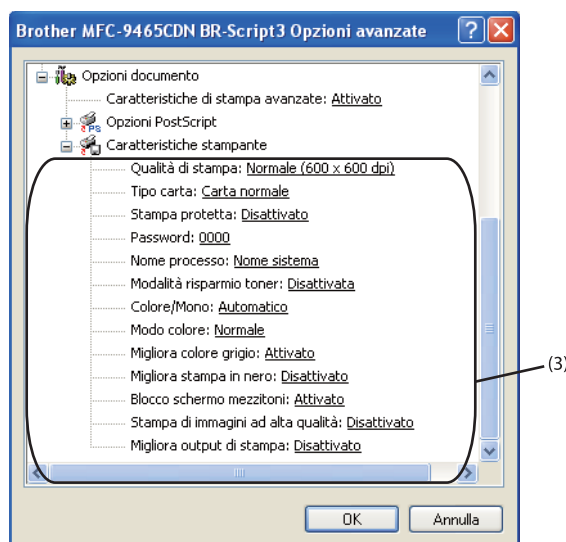 Brother MFC-9465CDN BR-Script3 Opzioni avanzate
Opzioni documento
Caratteristiche di stampa avanzate: Attivato
PS Opzioni PostScript
Caratteristiche stampante
Qualità di stampa: Normale (600 x 600 dpi)
Tipo carta: Carta normale
Stampa protetta: Disattivato
Password: 0000
Nome processo: Nome sistema
Modalità risparmio toner: Disattivata
Colore/Mono: Automatico
Modo colore: Normale
Migliora colore grigio: Attivato
Migliora stampa in nero: Disattivato
Blocco schermo mezzitoni: Attivato
(3)
Stampa di immagini ad alta qualità: Disattivato
Migliora output di stampa: Disattivato
OK Annulla